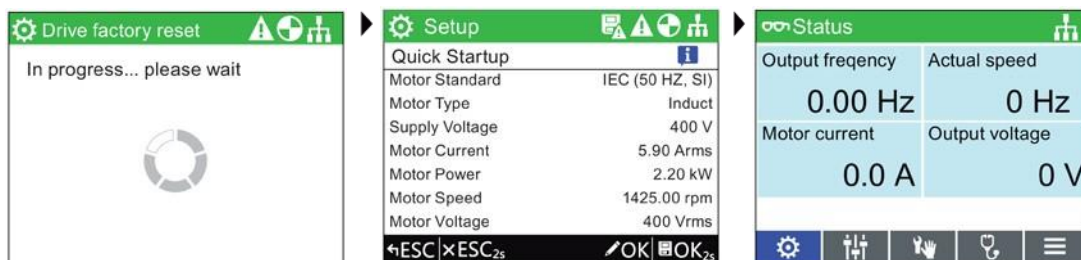 Drive factory reset
In progress... please wait
Setup
Quick Startup
Motor Standard IEC (50 HZ, SI)
Motor Type Induct
Supply Voltage 400 V
Motor Current 5.90 Arms
Motor Power 2.20 kW
Motor Speed 1425.00 rpm
Motor Voltage 400 Vrms
ESC ESC2s OK OK2s
Status
Output freqency Actual speed
0.00 Hz 0 Hz
Motor current Output voltage
0.0 A 0 V